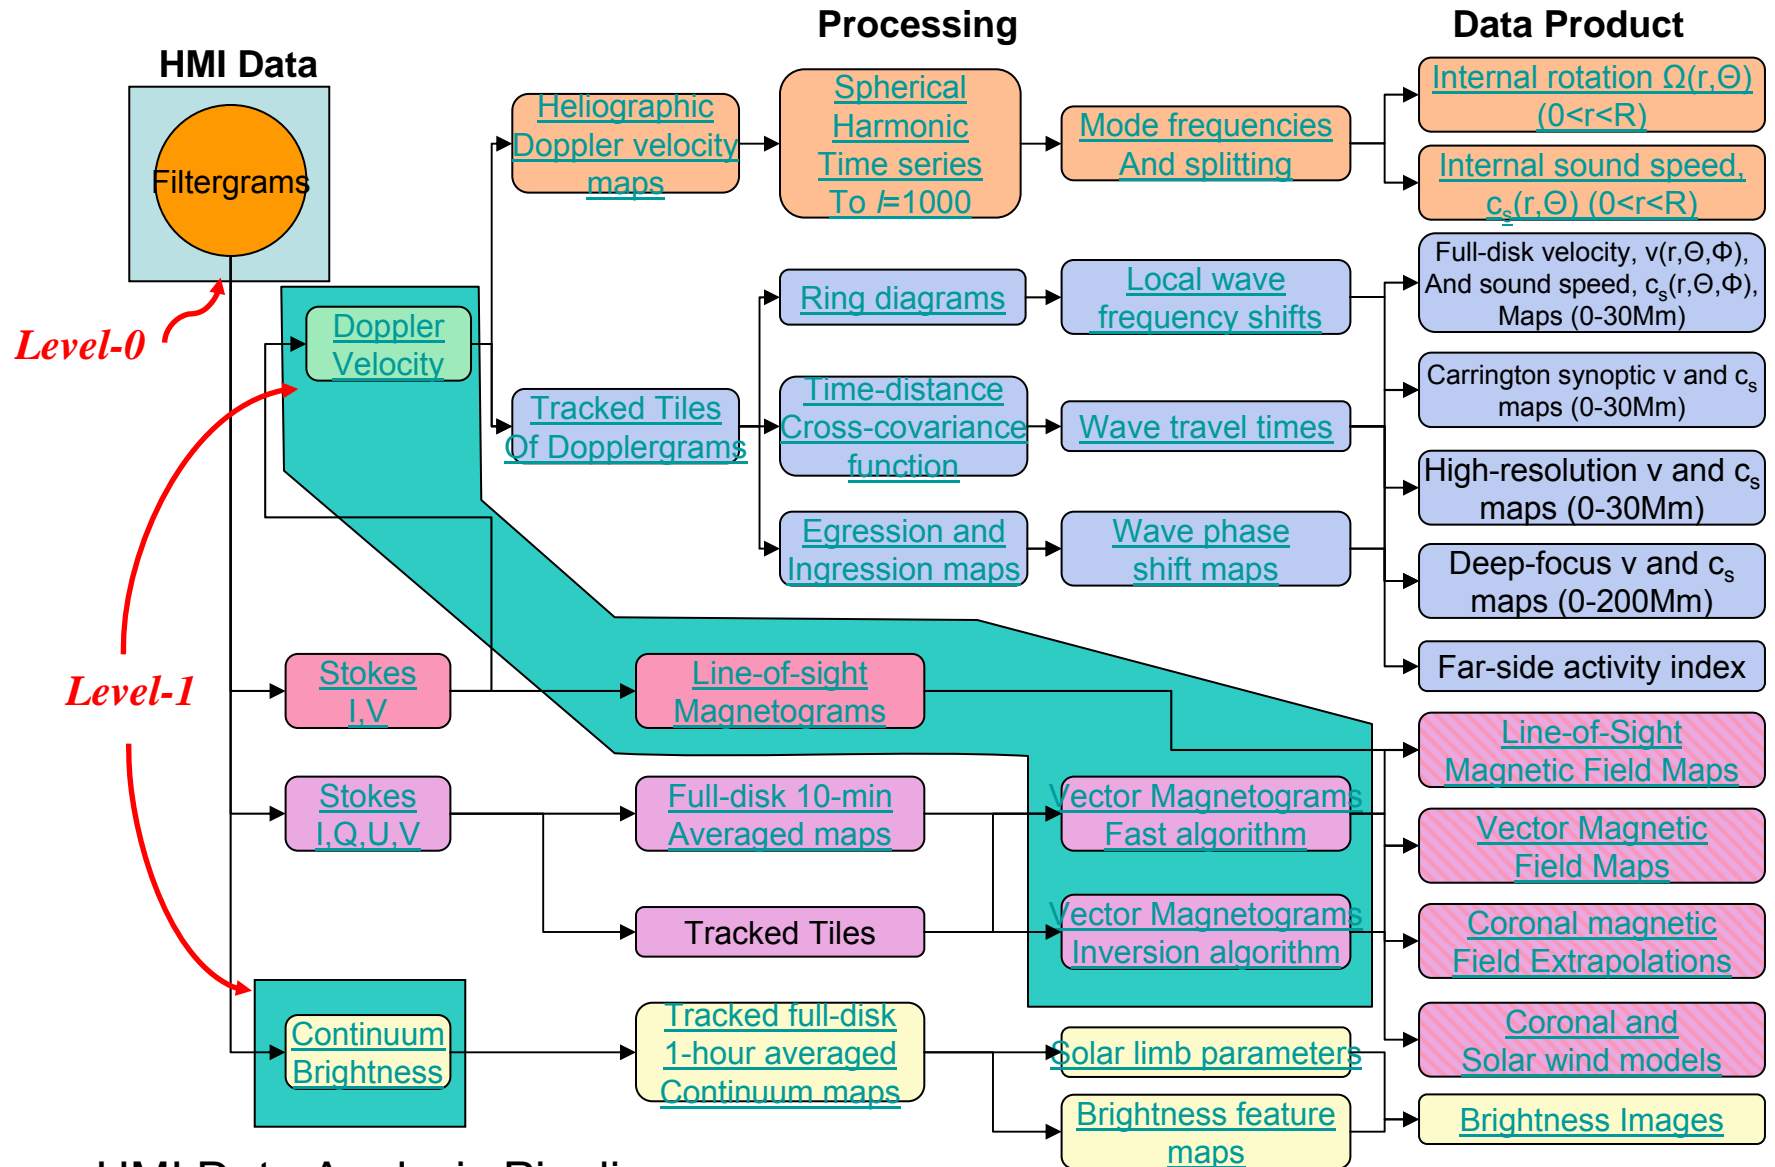 Processing
Data Product
HMI Data
Filtergrams
Level-0
Level-1
Heliographic
Doppler velocity
maps
Spherical
Harmonic
Time series
To l=1000
Mode frequencies
And splitting
Internal rotation Ω(r,Θ)
(0<r<R)
Internal sound speed,
cs(r,Θ) (0<r<R)
Doppler
Velocity
Tracked Tiles
Of Dopplergrams
Ring diagrams
Local wave
frequency shifts
Time-distance
Cross-covariance
function
Wave travel times
Egression and
Ingression maps
Wave phase
shift maps
Full-disk velocity, v(r,Θ,Φ),
And sound speed, cs(r,Θ,Φ),
Maps (0-30Mm)
Carrington synoptic v and cs
maps (0-30Mm)
High-resolution v and cs
maps (0-30Mm)
Deep-focus v and cs
maps (0-200Mm)
Far-side activity index
Stokes
I,V
Line-of-sight
Magnetograms
Line-of-Sight
Magnetic Field Maps
Stokes
I,Q,U,V
Full-disk 10-min
Averaged maps
Vector Magnetograms
Fast algorithm
Vector Magnetic
Field Maps
Tracked Tiles
Vector Magnetograms
Inversion algorithm
Coronal magnetic
Field Extrapolations
Continuum
Brightness
Tracked full-disk
1-hour averaged
Continuum maps
Solar limb parameters
Coronal and
Solar wind models
Brightness feature
maps
Brightness Images
HMI Data Analysis Pipeline